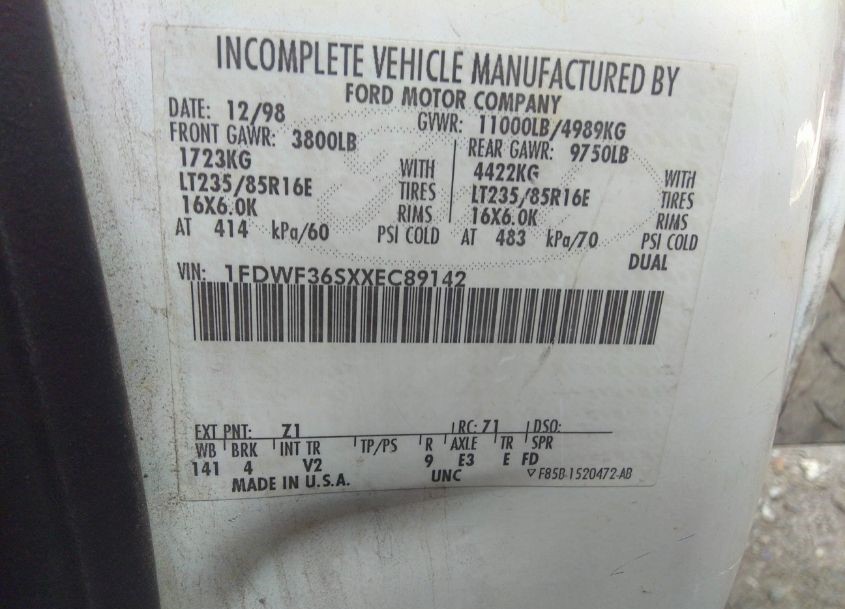 INCOMPLETE VEHICLE MANUFACTURED BY
FORD MOTOR COMPANY
DATE: 12/98 GVWR: 11000LB/4989KG
FRONT GAWR: 3800LB REAR GAWR: 9750LB
1723KG WITH 4422KG WITH
LT235/85R16E TIRES LT235/85R16E TIRES
16X6.0K RIMS 16X6.0K RIMS
AT 414 kPa/60 PSI COLD AT 483 kPa/70 PSI COLD
DUAL
VIN: 1FDWF36SXXEC89142
EXT PNT: Z1 RC: 71 DSO:
WB BRK INT TR TP/PS R AXLE TR SPR
141 4 V2 9 E3 E FD
MADE IN U.S.A. UNC F85B-1520472-AB